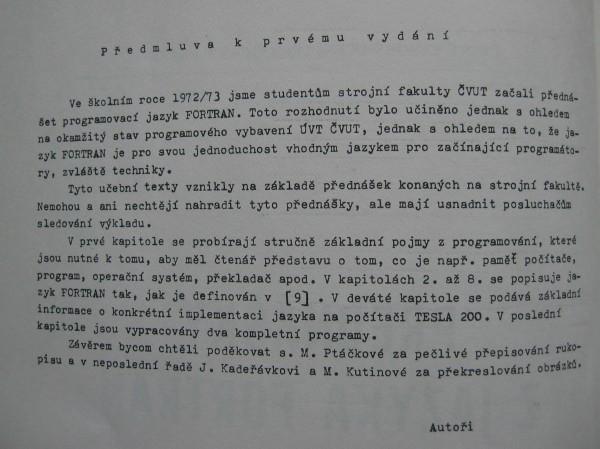 Předmluva k prvému vydání
Ve školním roce 1972/73 jsme studentům strojní fakulty ČVUT začali předná-
šet programovací jazyk FORTRAN. Toto rozhodnutí bylo učiněno jednak s ohledem
na okamžitý stav programového vybavení ÚVT ČVUT, jednak s ohledem na to, že ja-
zyk FORTRAN je pro svou jednoduchost vhodným jazykem pro začínající programáto-
ry, zvláště techniky.
Tyto učební texty vznikly na základě přednášek konaných na strojní fakultě.
Nemohou a ani nechtějí nahradit tyto přednášky, ale mají usnadnit posluchačům
sledování výkladu.
V prvé kapitole se probírají stručně základní pojmy z programování, které
jsou nutné k tomu, aby měl čtenář představu o tom, co je např. paměť počítače,
program, operační systém, překladač apod. V kapitolách 2. až 8. se popisuje ja-
zyk FORTRAN tak, jak je definován v [9] . V deváté kapitole se podává základní
informace o konkrétní implementaci jazyka na počítači TESLA 200. V poslední
kapitole jsou vypracovány dva kompletní programy.
Závěrem bycom chtěli poděkovat s. M. Ptáčkové za pečlivé přepisování ruko-
pisu a v neposlední řadě J. Kadeřávkovi a M. Kutinové za překreslování obrázků.
Autoři